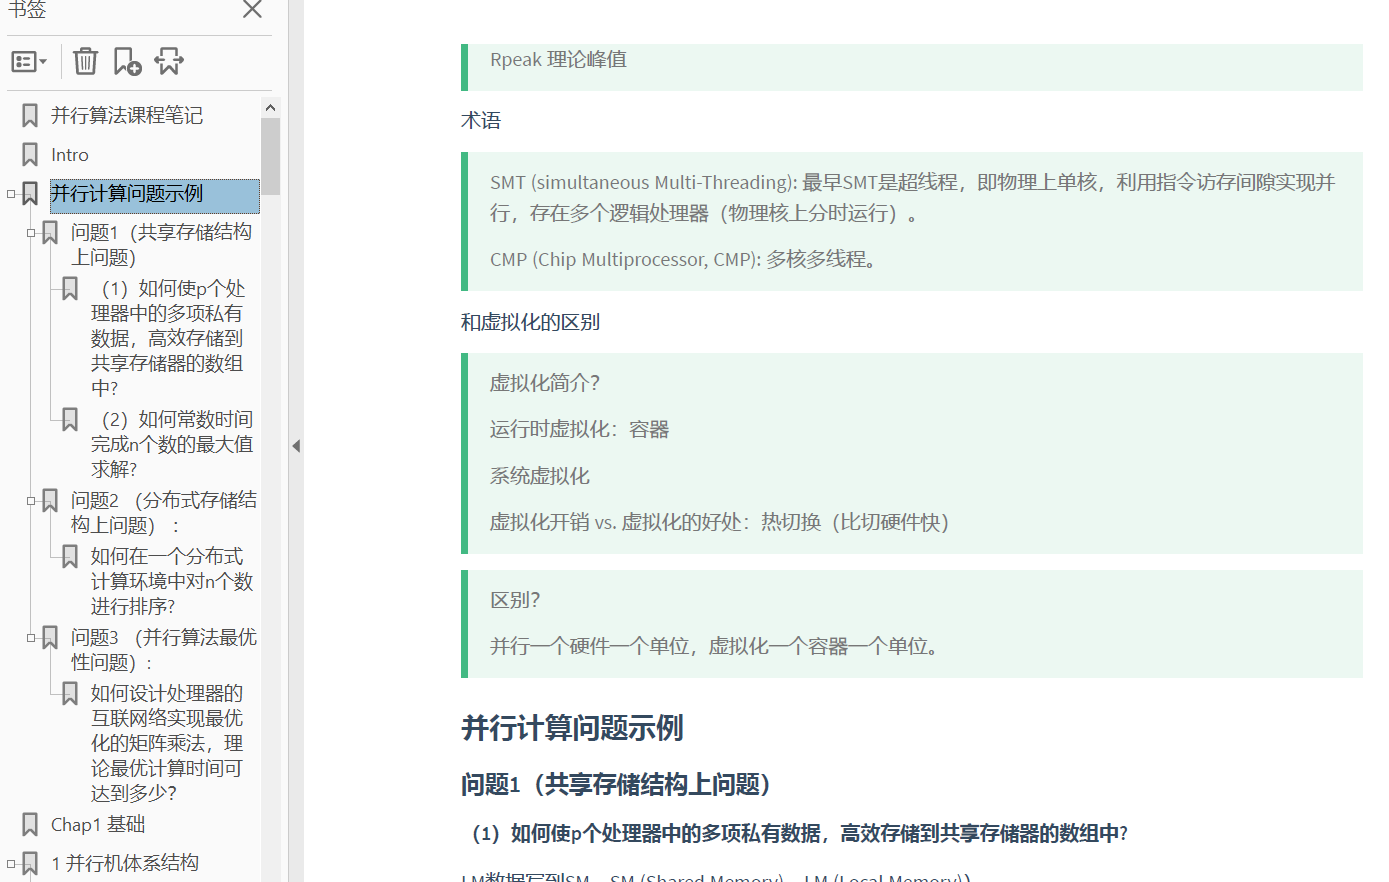 书签
并行算法课程笔记
Intro
并行计算问题示例
问题1（共享存储结构
上问题）
（1）如何使p个处
理器中的多项私有
数据，高效存储到
共享存储器的数组
中?
（2）如何常数时间
完成n个数的最大值
求解?
问题2 （分布式存储结
构上问题） ：
如何在一个分布式
计算环境中对n个数
进行排序?
问题3 （并行算法最优
性问题）：
如何设计处理器的
互联网络实现最优
化的矩阵乘法，理
论最优计算时间可
达到多少？
Chap1 基础
1 并行机体系结构
Rpeak 理论峰值
术语
SMT (simultaneous Multi-Threading): 最早SMT是超线程，即物理上单核，利用指令访存间隙实现并
行，存在多个逻辑处理器（物理核上分时运行）。
CMP (Chip Multiprocessor, CMP): 多核多线程。
和虚拟化的区别
虚拟化简介？
运行时虚拟化：容器
系统虚拟化
虚拟化开销 vs. 虚拟化的好处：热切换（比切硬件快）
区别？
并行一个硬件一个单位，虚拟化一个容器一个单位。
并行计算问题示例
问题1（共享存储结构上问题）
（1）如何使p个处理器中的多项私有数据，高效存储到共享存储器的数组中?
LM数据写到SM，SM (Shared Memory)，LM (Local Memory)）